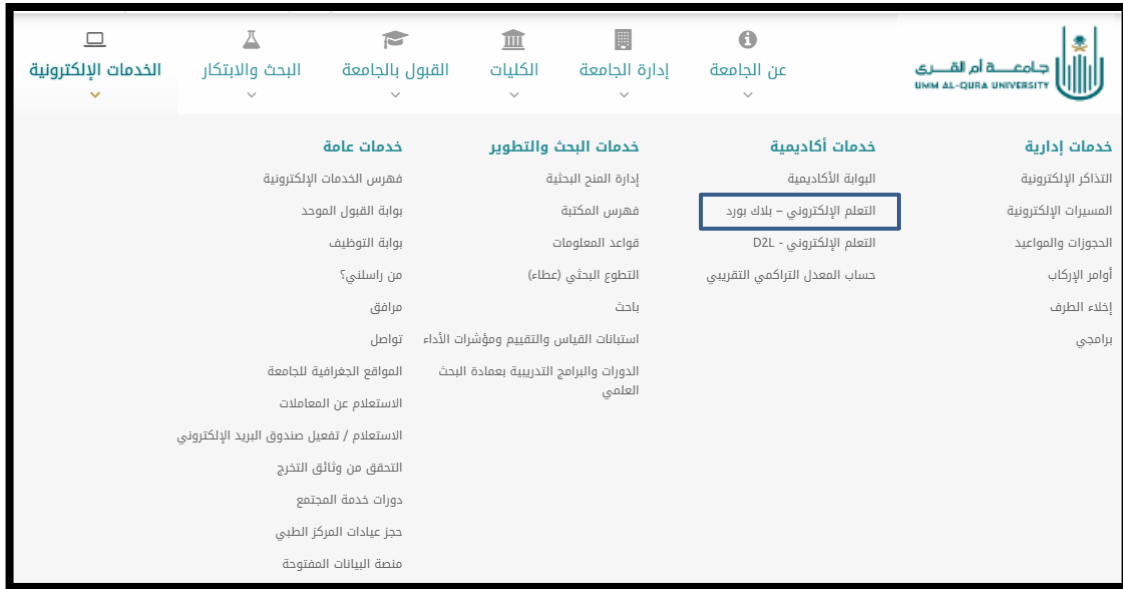 جامعـــة أم القـــرى
UMM AL-QURA UNIVERSITY
عن الجامعة
إدارة الجامعة
الكليات
القبول بالجامعة
البحث والابتكار
الخدمات الإلكترونية
خدمات إدارية
التذاكر الإلكترونية
المسيرات الإلكترونية
الحجوزات والمواعيد
أوامر الإركاب
إخلاء الطرف
برامجي
خدمات أكاديمية
البوابة الأكاديمية
التعلم الإلكتروني – بلاك بورد
التعلم الإلكتروني - D2L
حساب المعدل التراكمي التقريبي
خدمات البحث والتطوير
إدارة المنح البحثية
فهرس المكتبة
قواعد المعلومات
التطوع البحثي (عطاء)
باحث
استبانات القياس والتقييم ومؤشرات الأداء
الدورات والبرامج التدريبية بعمادة البحث
العلمي
خدمات عامة
فهرس الخدمات الإلكترونية
بوابة القبول الموحد
بوابة التوظيف
من راسلني؟
مرافق
تواصل
المواقع الجغرافية للجامعة
الاستعلام عن المعاملات
الاستعلام / تفعيل صندوق البريد الإلكتروني
التحقق من وثائق التخرج
دورات خدمة المجتمع
حجز عيادات المركز الطبي
منصة البيانات المفتوحة